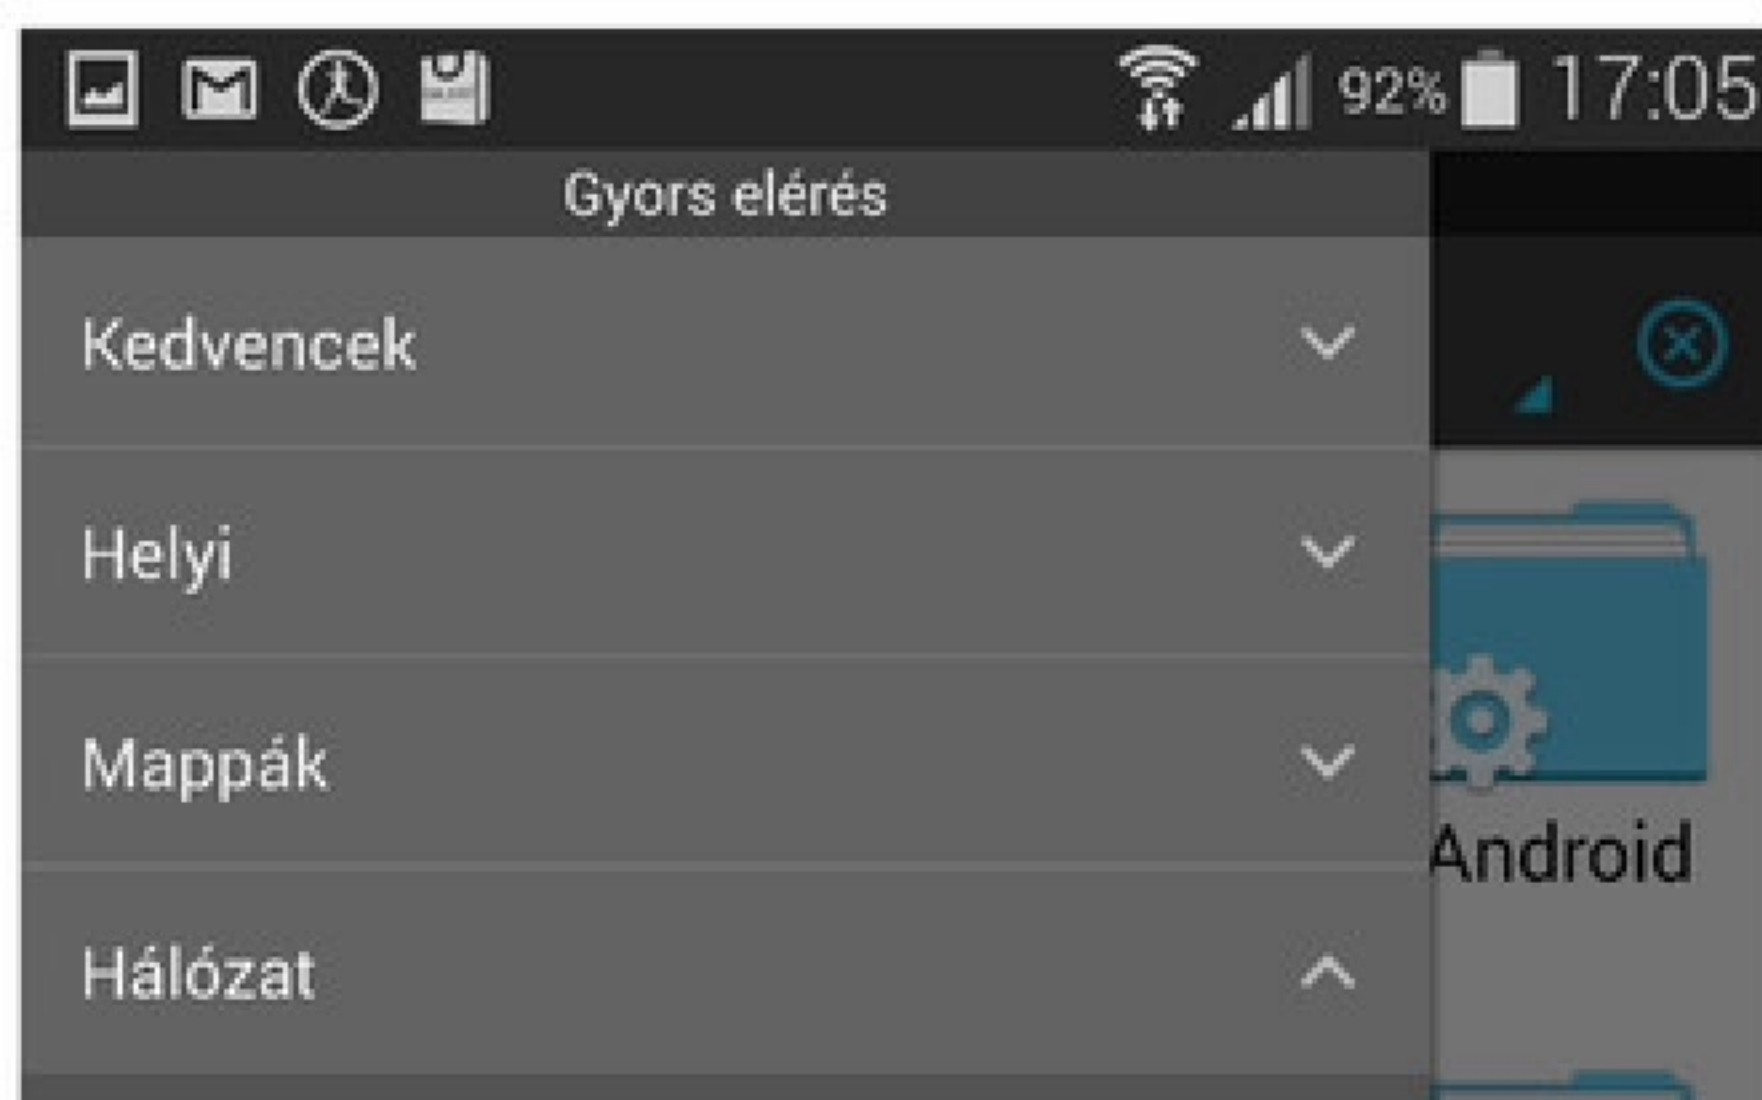 92% 17:05
Gyors elérés
Kedvencek
Helyi
Mappák
Android
Hálózat